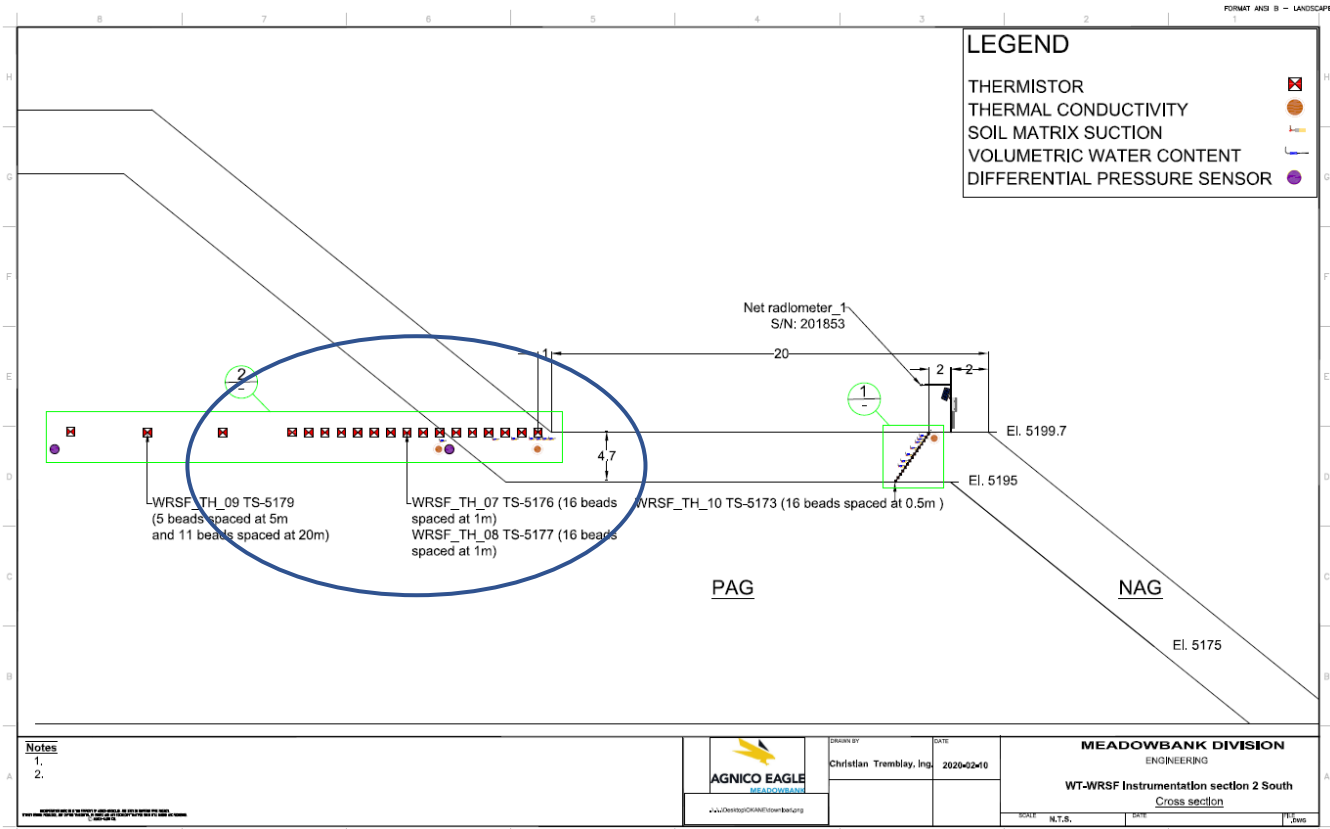 FORMAT ANSI B — LANDSCAPE
8 7 6 5 4 3 2 1
H
G
F
E
D
C
B
A
LEGEND
THERMISTOR
THERMAL CONDUCTIVITY
SOIL MATRIX SUCTION
VOLUMETRIC WATER CONTENT
DIFFERENTIAL PRESSURE SENSOR
Net radiometer_1
S/N: 201853
1
20
2
2
2
-
1
-
El. 5199.7
4,7
El. 5195
WRSF_TH_09 TS-5179
(5 beads spaced at 5m
and 11 beads spaced at 20m)
WRSF_TH_07 TS-5176 (16 beads
spaced at 1m)
WRSF_TH_08 TS-5177 (16 beads
spaced at 1m)
WRSF_TH_10 TS-5173 (16 beads spaced at 0.5m )
PAG
NAG
El. 5175
Notes
1.
2.
AGNICO EAGLE
MEADOWBANK
DRAWN BY
Christian Tremblay, ing.
DATE
2020-02-10
MEADOWBANK DIVISION
ENGINEERING
WT-WRSF Instrumentation section 2 South
Cross section
SCALE
N.T.S.
DATE
.DWG